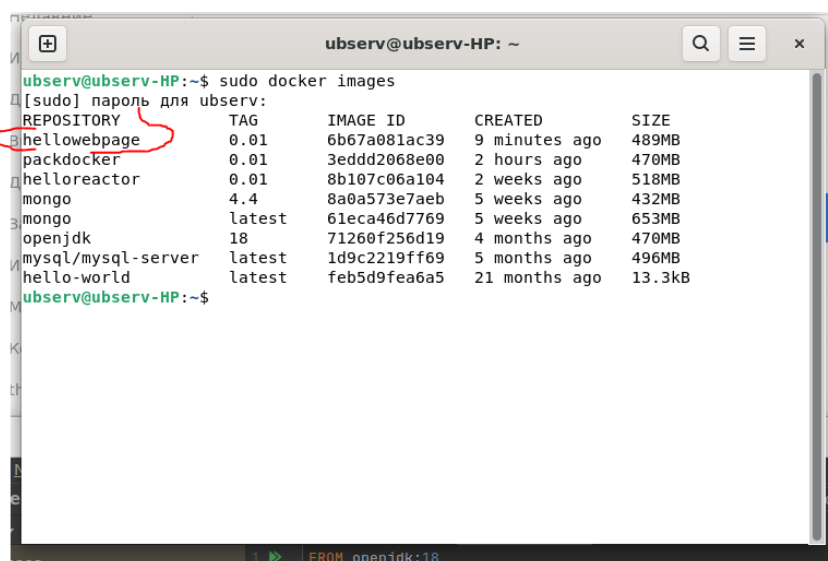 ubserv@ubserv-HP: ~
ubserv@ubserv-HP:~$ sudo docker images
[sudo] пароль для ubserv:
REPOSITORY TAG IMAGE ID CREATED SIZE
hellowebpage 0.01 6b67a081ac39 9 minutes ago 489MB
packdocker 0.01 3eddd2068e00 2 hours ago 470MB
helloreactor 0.01 8b107c06a104 2 weeks ago 518MB
mongo 4.4 8a0a573e7aeb 5 weeks ago 432MB
mongo latest 61eca46d7769 5 weeks ago 653MB
openjdk 18 71260f256d19 4 months ago 470MB
mysql/mysql-server latest 1d9c2219ff69 5 months ago 496MB
hello-world latest feb5d9fea6a5 21 months ago 13.3kB
ubserv@ubserv-HP:~$
1 FROM openjdk:18